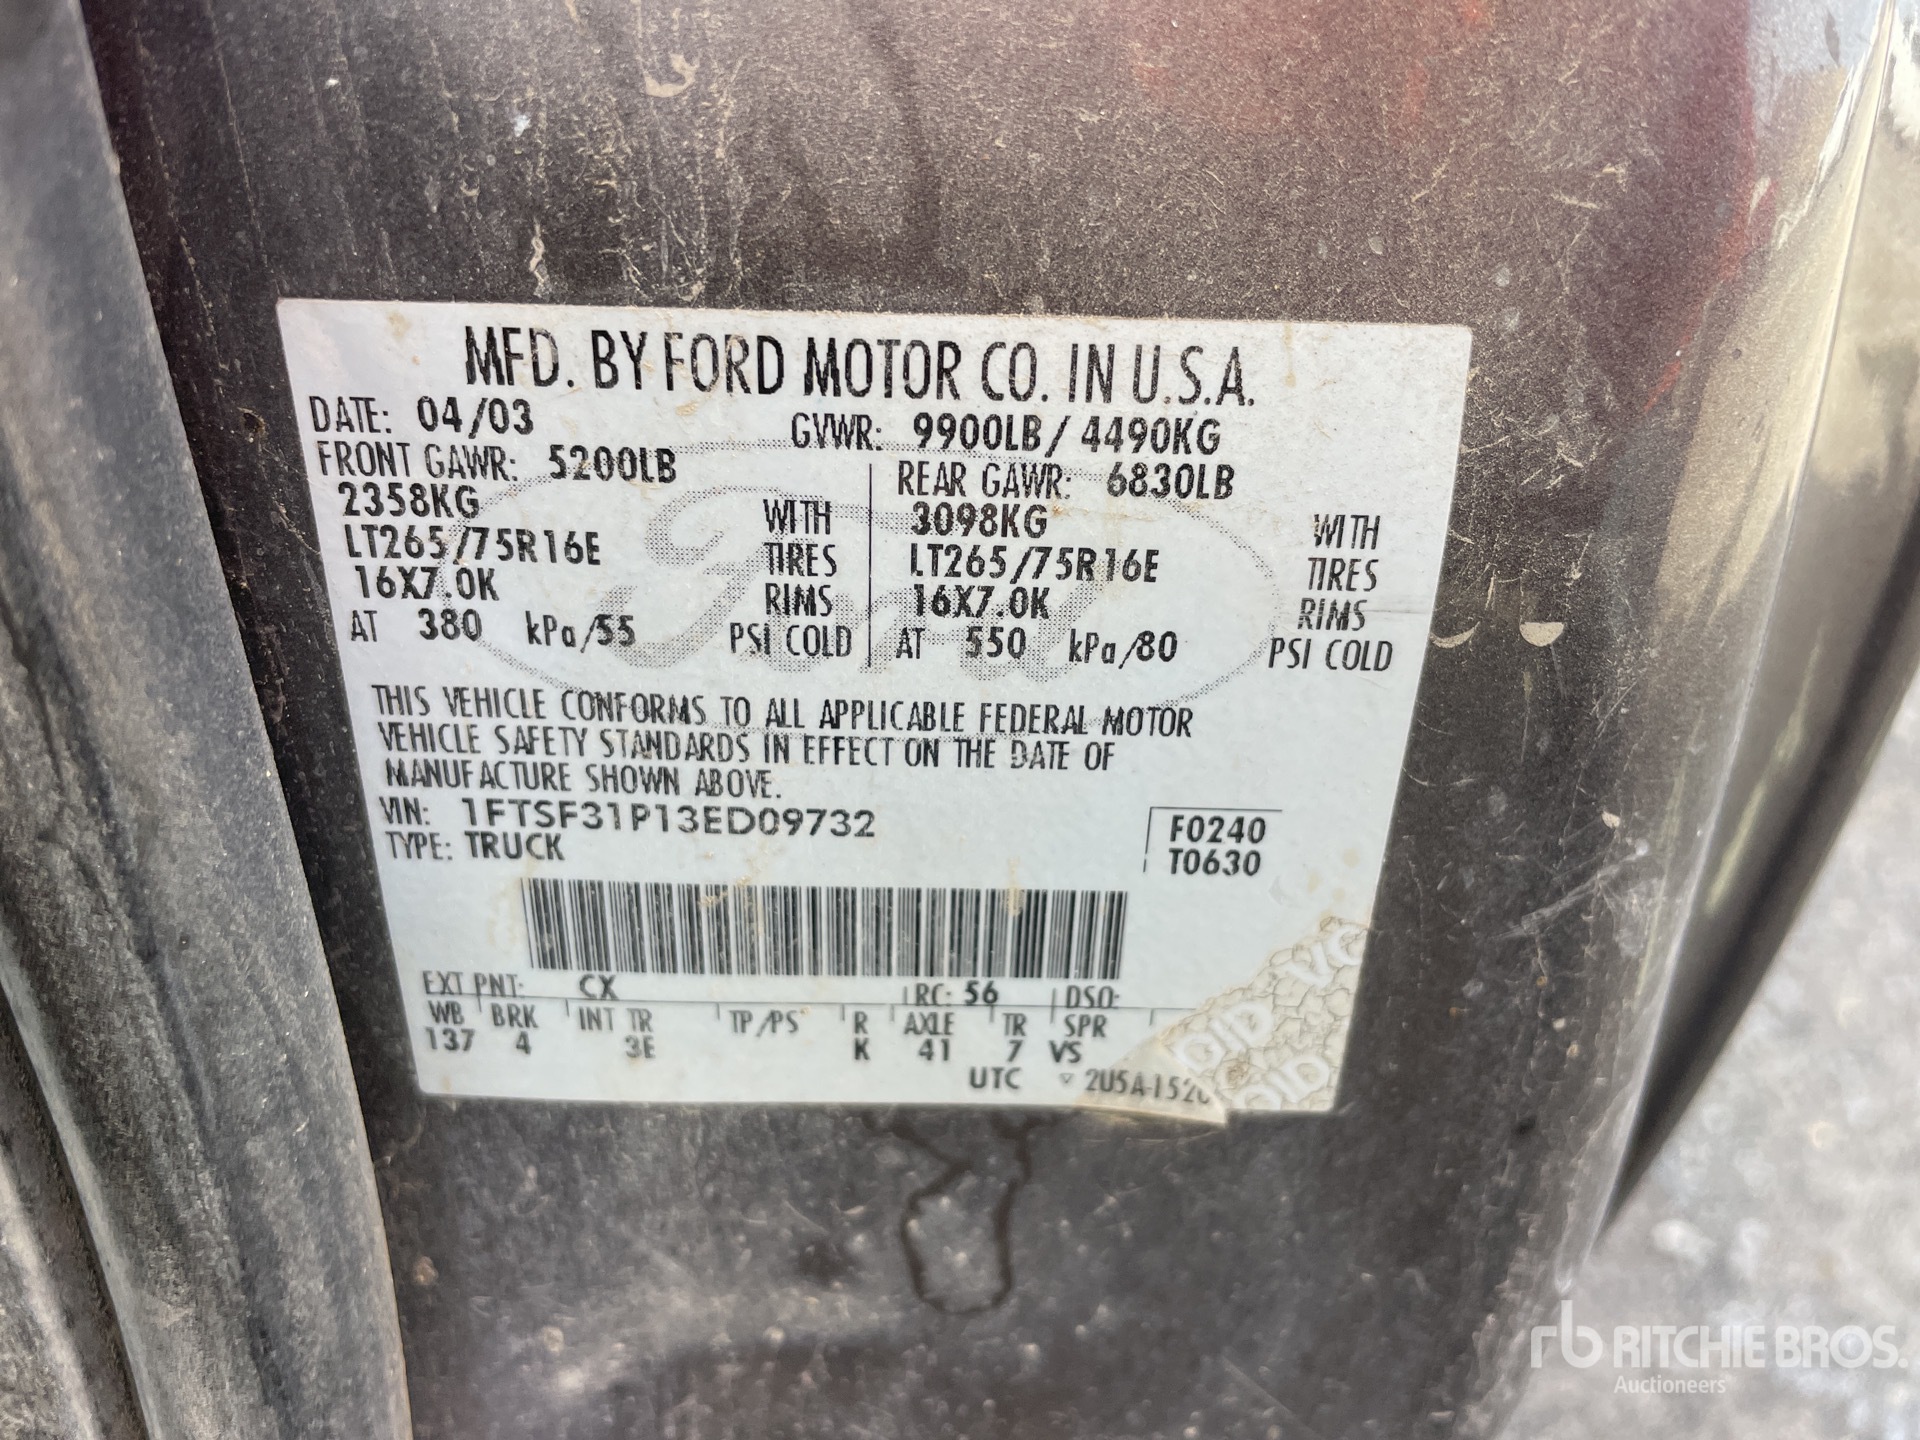 MFD. BY FORD MOTOR CO. IN U.S.A.
DATE: 04/03 GVWR: 9900LB/4490KG
FRONT GAWR: 5200LB REAR GAWR: 6830LB
2358KG WITH 3098KG WITH
LT265/75R16E TIRES LT265/75R16E TIRES
16X7.0K RIMS 16X7.0K RIMS
AT 380 kPa/55 PSI COLD AT 550 kPa/80 PSI COLD
THIS VEHICLE CONFORMS TO ALL APPLICABLE FEDERAL MOTOR
VEHICLE SAFETY STANDARDS IN EFFECT ON THE DATE OF
MANUFACTURE SHOWN ABOVE.
VIN: 1FTSF31P13ED09732 F0240
TYPE: TRUCK T0630
EXT PNT: CX RC: 56 DSO:
WB BRK INT TR TP/PS R AXLE TR SPR
137 4 3E K 41 7 VS
UTC 2U5A-1520
Ford
VOID
rb RITCHIE BROS.
Auctioneers